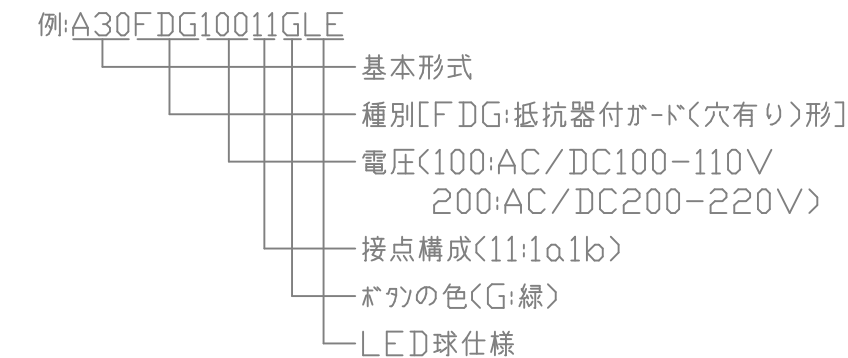 例:A30FDG10011GLE
基本形式
種別[FDG:抵抗器付ガード(穴有り)形]
電圧(100:AC/DC100-110V
200:AC/DC200-220V)
接点構成(11:1a1b)
ボタンの色(G:緑)
LED球仕様